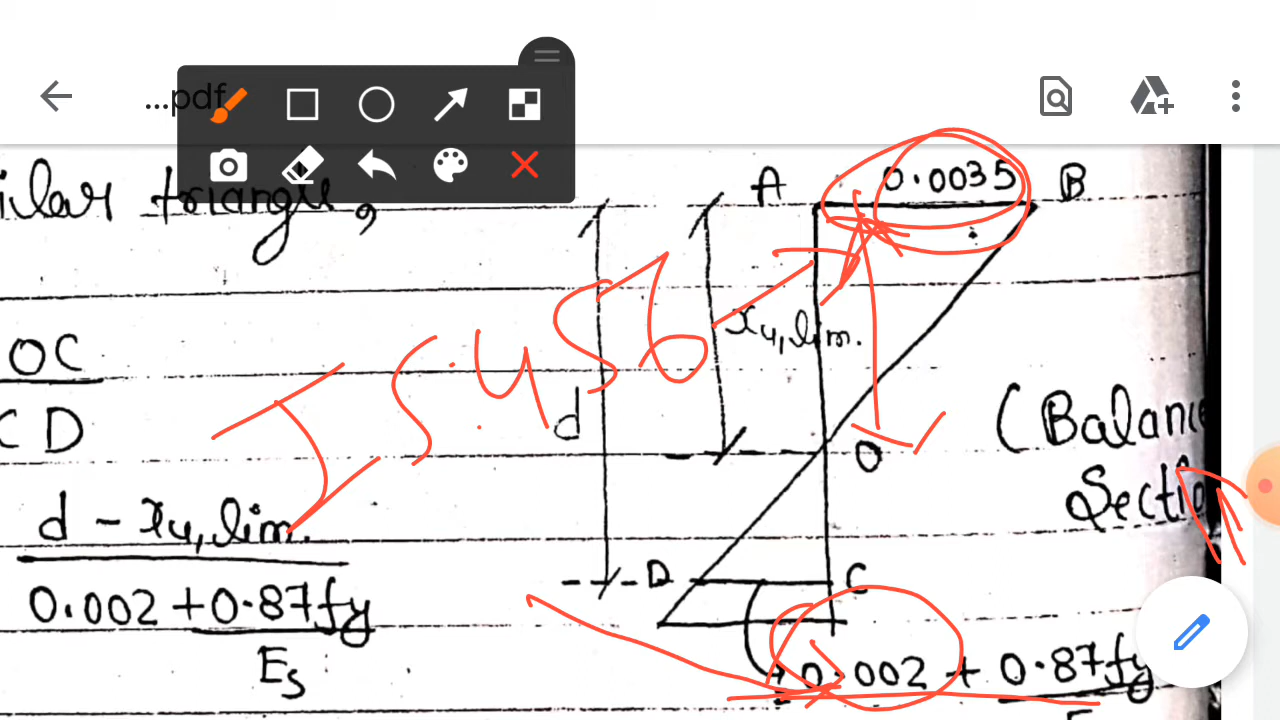 ...pdf
ilar triangle,
A 0.0035 B
IS.456
xu,lim.
OC
CD
d
O
(Balance
Section
d - xu,lim.
0.002 + 0.87fy
Es
D C
0.002 + 0.87fy